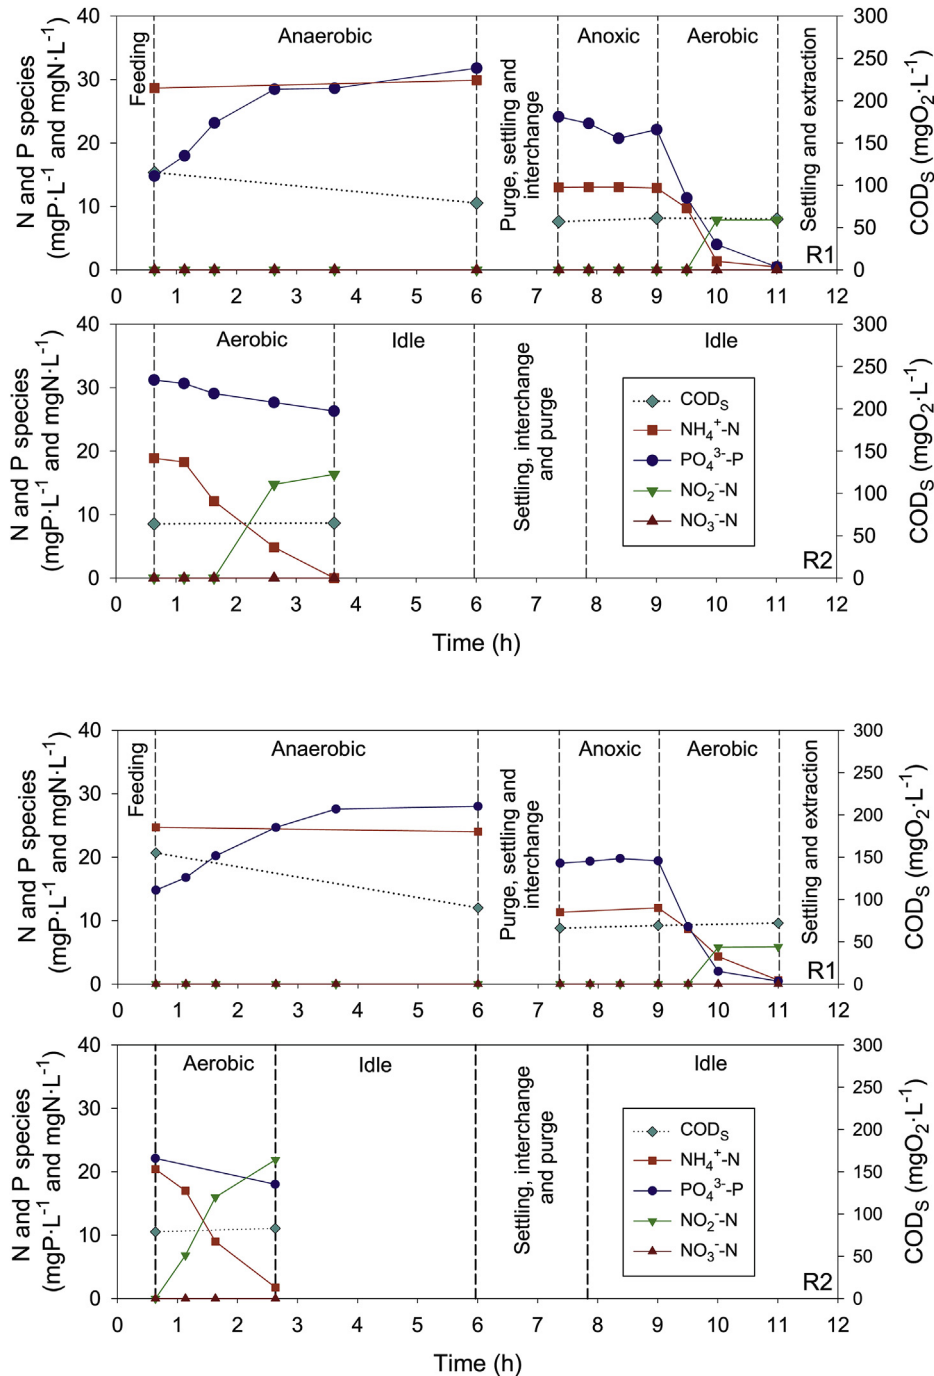 N and P species
(mgP·L⁻¹ and mgN·L⁻¹)
40
30
20
10
0
Feeding
Anaerobic
Purge, settling and
interchange
Anoxic
Aerobic
Settling and extraction
R1
300
250
200
150
100
50
0
COD_S (mgO₂·L⁻¹)
0 1 2 3 4 5 6 7 8 9 10 11 12
N and P species
(mgP·L⁻¹ and mgN·L⁻¹)
40
30
20
10
0
Aerobic
Idle
Settling, interchange
and purge
Idle
COD_S
NH₄⁺-N
PO₄³⁻-P
NO₂⁻-N
NO₃⁻-N
R2
300
250
200
150
100
50
0
COD_S (mgO₂·L⁻¹)
0 1 2 3 4 5 6 7 8 9 10 11 12
Time (h)
N and P species
(mgP·L⁻¹ and mgN·L⁻¹)
40
30
20
10
0
Feeding
Anaerobic
Purge, settling and
interchange
Anoxic
Aerobic
Settling and extraction
R1
300
250
200
150
100
50
0
COD_S (mgO₂·L⁻¹)
0 1 2 3 4 5 6 7 8 9 10 11 12
N and P species
(mgP·L⁻¹ and mgN·L⁻¹)
40
30
20
10
0
Aerobic
Idle
Settling, interchange
and purge
Idle
COD_S
NH₄⁺-N
PO₄³⁻-P
NO₂⁻-N
NO₃⁻-N
R2
300
250
200
150
100
50
0
COD_S (mgO₂·L⁻¹)
0 1 2 3 4 5 6 7 8 9 10 11 12
Time (h)